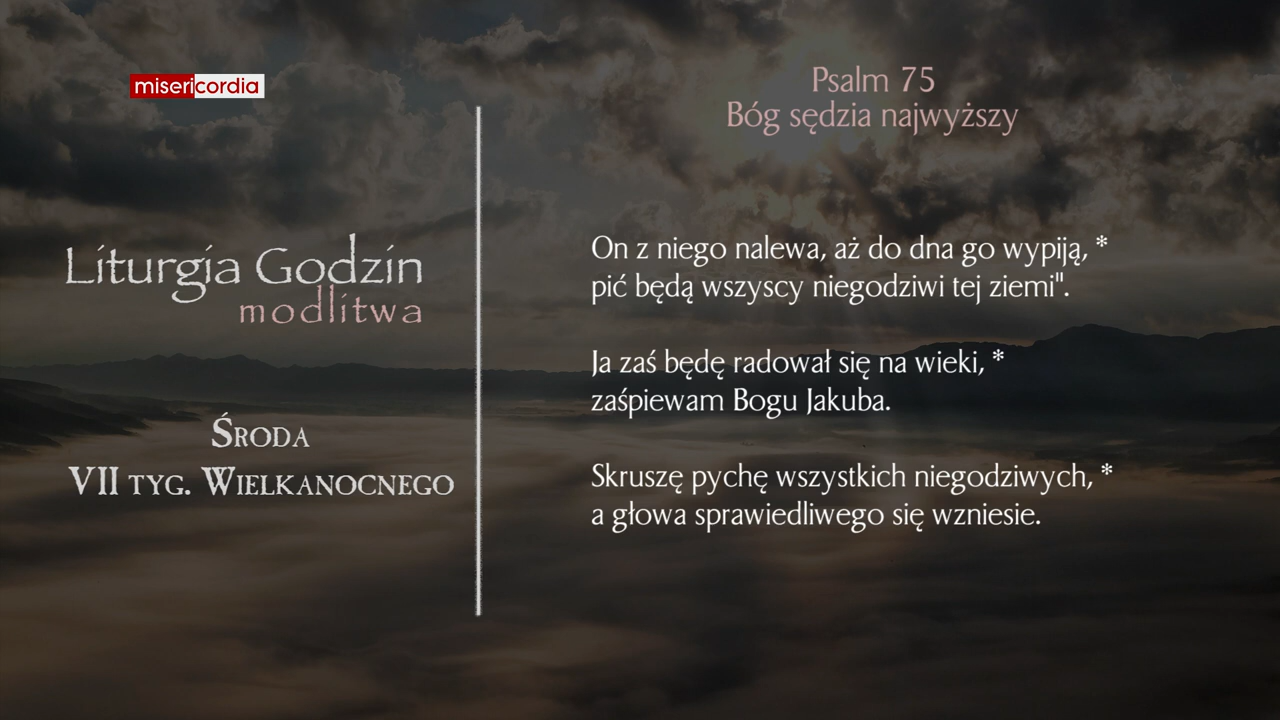 misericordia
Liturgia Godzin
modlitwa
Środa
VII tyg. Wielkanocnego
Psalm 75
Bóg sędzia najwyższy
On z niego nalewa, aż do dna go wypiją, *
pić będą wszyscy niegodziwi tej ziemi".
Ja zaś będę radował się na wieki, *
zaśpiewam Bogu Jakuba.
Skruszę pychę wszystkich niegodziwych, *
a głowa sprawiedliwego się wzniesie.